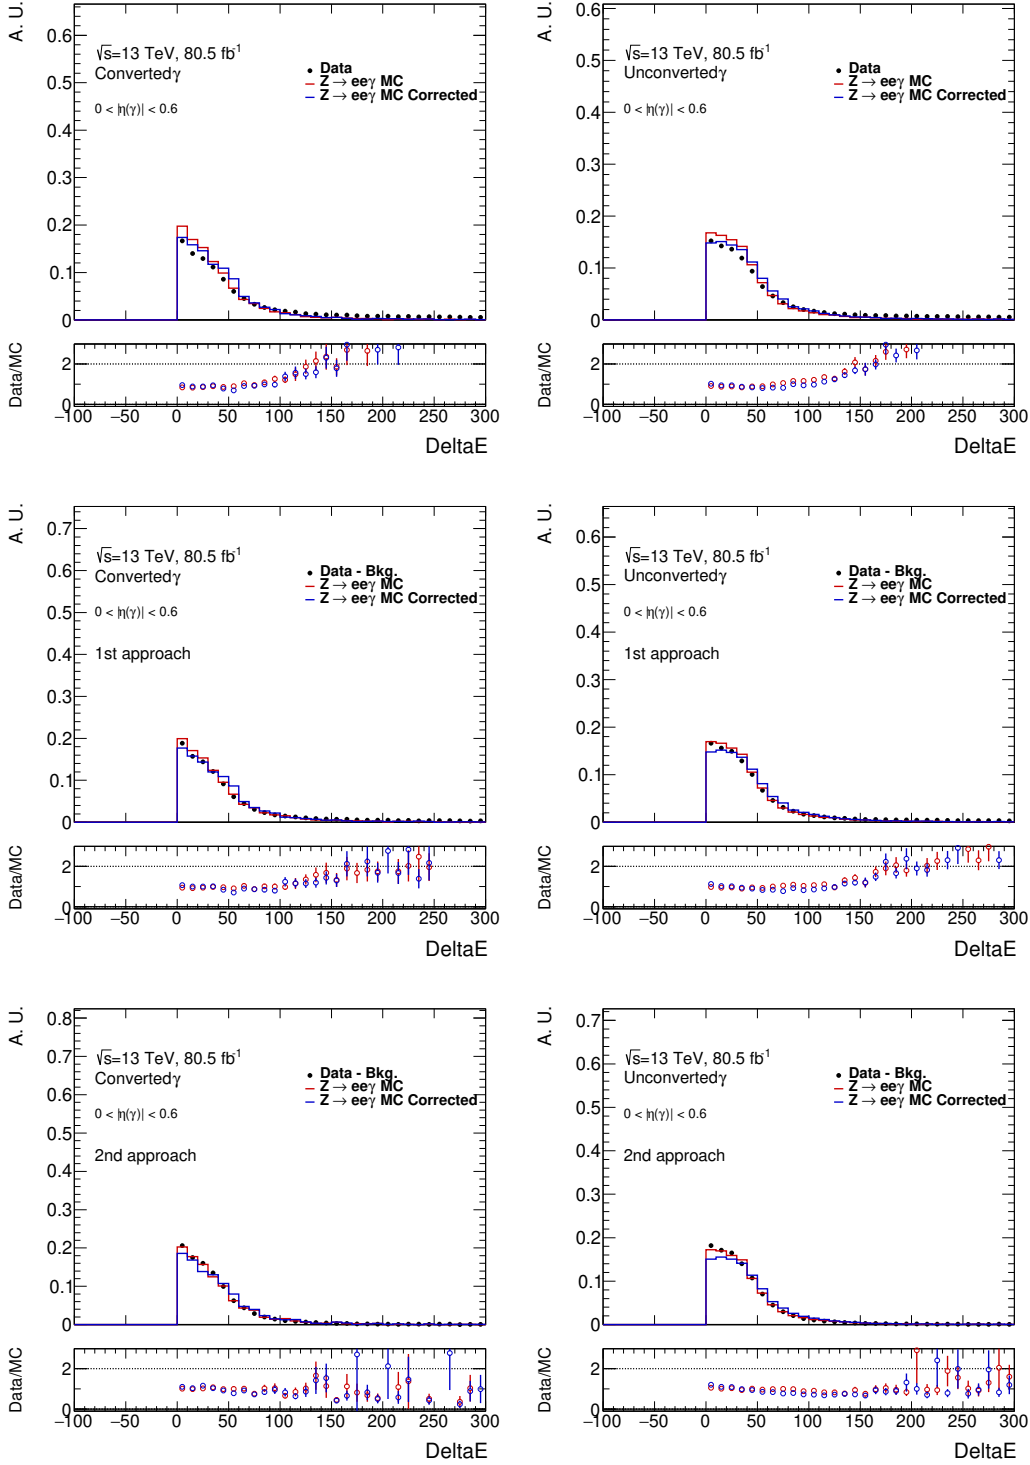 A. U.
0.6
0.5
0.4
0.3
0.2
0.1
0
√s=13 TeV, 80.5 fb-1
Converted γ
0 < |η(γ)| < 0.6
Data
Z → eeγ MC
Z → eeγ MC Corrected
Data/MC
2
0
−100 −50 0 50 100 150 200 250 300
DeltaE
A. U.
0.6
0.5
0.4
0.3
0.2
0.1
0
√s=13 TeV, 80.5 fb-1
Unconverted γ
0 < |η(γ)| < 0.6
Data
Z → eeγ MC
Z → eeγ MC Corrected
Data/MC
2
0
−100 −50 0 50 100 150 200 250 300
DeltaE
A. U.
0.7
0.6
0.5
0.4
0.3
0.2
0.1
0
√s=13 TeV, 80.5 fb-1
Converted γ
0 < |η(γ)| < 0.6
1st approach
Data - Bkg.
Z → eeγ MC
Z → eeγ MC Corrected
Data/MC
2
0
−100 −50 0 50 100 150 200 250 300
DeltaE
A. U.
0.6
0.5
0.4
0.3
0.2
0.1
0
√s=13 TeV, 80.5 fb-1
Unconverted γ
0 < |η(γ)| < 0.6
1st approach
Data - Bkg.
Z → eeγ MC
Z → eeγ MC Corrected
Data/MC
2
0
−100 −50 0 50 100 150 200 250 300
DeltaE
A. U.
0.8
0.7
0.6
0.5
0.4
0.3
0.2
0.1
0
√s=13 TeV, 80.5 fb-1
Converted γ
0 < |η(γ)| < 0.6
2nd approach
Data - Bkg.
Z → eeγ MC
Z → eeγ MC Corrected
Data/MC
2
0
−100 −50 0 50 100 150 200 250 300
DeltaE
A. U.
0.7
0.6
0.5
0.4
0.3
0.2
0.1
0
√s=13 TeV, 80.5 fb-1
Unconverted γ
0 < |η(γ)| < 0.6
2nd approach
Data - Bkg.
Z → eeγ MC
Z → eeγ MC Corrected
Data/MC
2
0
−100 −50 0 50 100 150 200 250 300
DeltaE